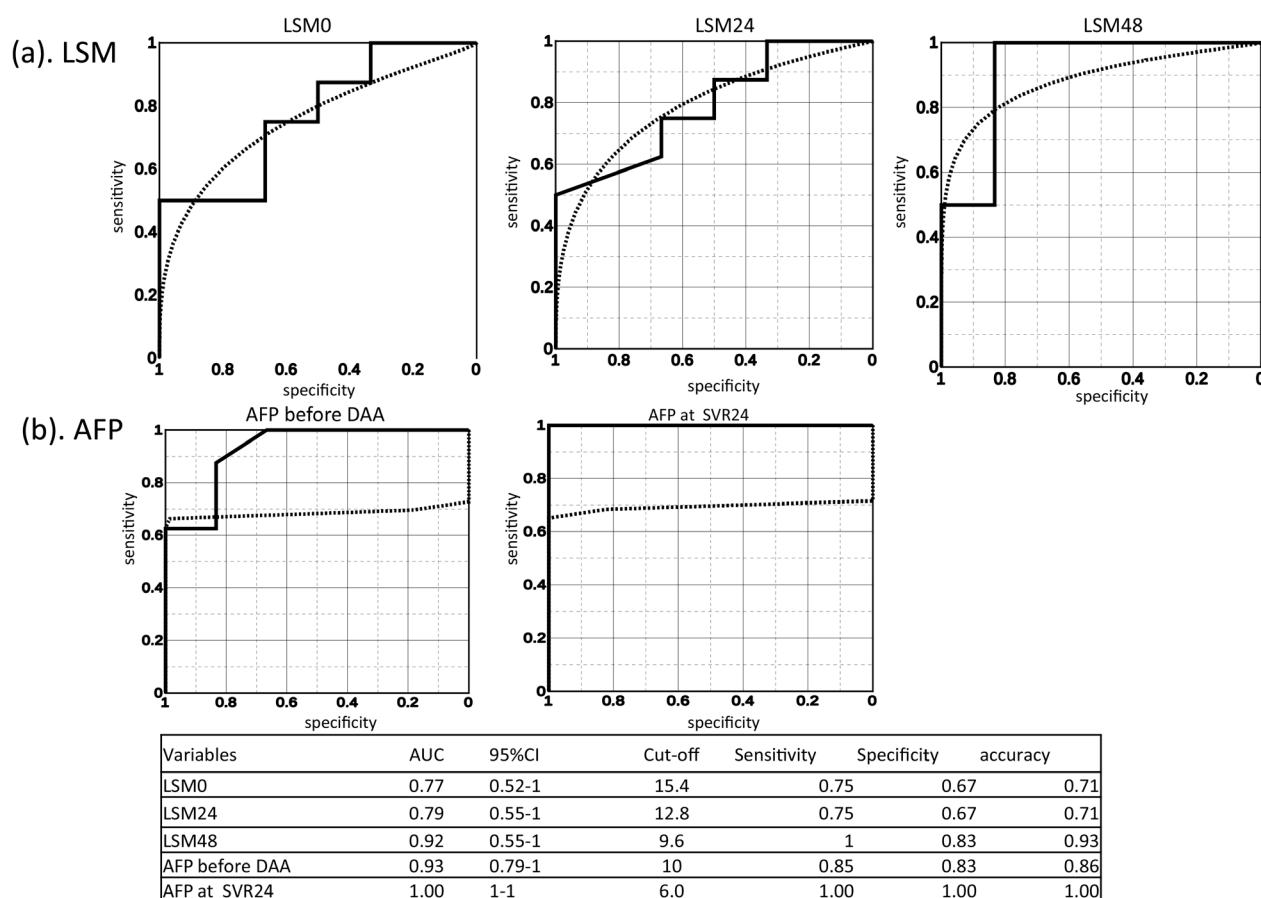 (a). LSM
LSM0
1
0.8
0.6
0.4
0.2
0
sensitivity
1 0.8 0.6 0.4 0.2 0
specificity
LSM24
1
0.8
0.6
0.4
0.2
0
sensitivity
1 0.8 0.6 0.4 0.2 0
specificity
LSM48
1
0.8
0.6
0.4
0.2
0
sensitivity
1 0.8 0.6 0.4 0.2 0
specificity
(b). AFP
AFP before DAA
1
0.8
0.6
0.4
0.2
0
sensitivity
1 0.8 0.6 0.4 0.2 0
specificity
AFP at SVR24
1
0.8
0.6
0.4
0.2
0
sensitivity
1 0.8 0.6 0.4 0.2 0
specificity
Variables AUC 95%CI Cut-off Sensitivity Specificity accuracy
LSM0 0.77 0.52-1 15.4 0.75 0.67 0.71
LSM24 0.79 0.55-1 12.8 0.75 0.67 0.71
LSM48 0.92 0.55-1 9.6 1 0.83 0.93
AFP before DAA 0.93 0.79-1 10 0.85 0.83 0.86
AFP at SVR24 1.00 1-1 6.0 1.00 1.00 1.00